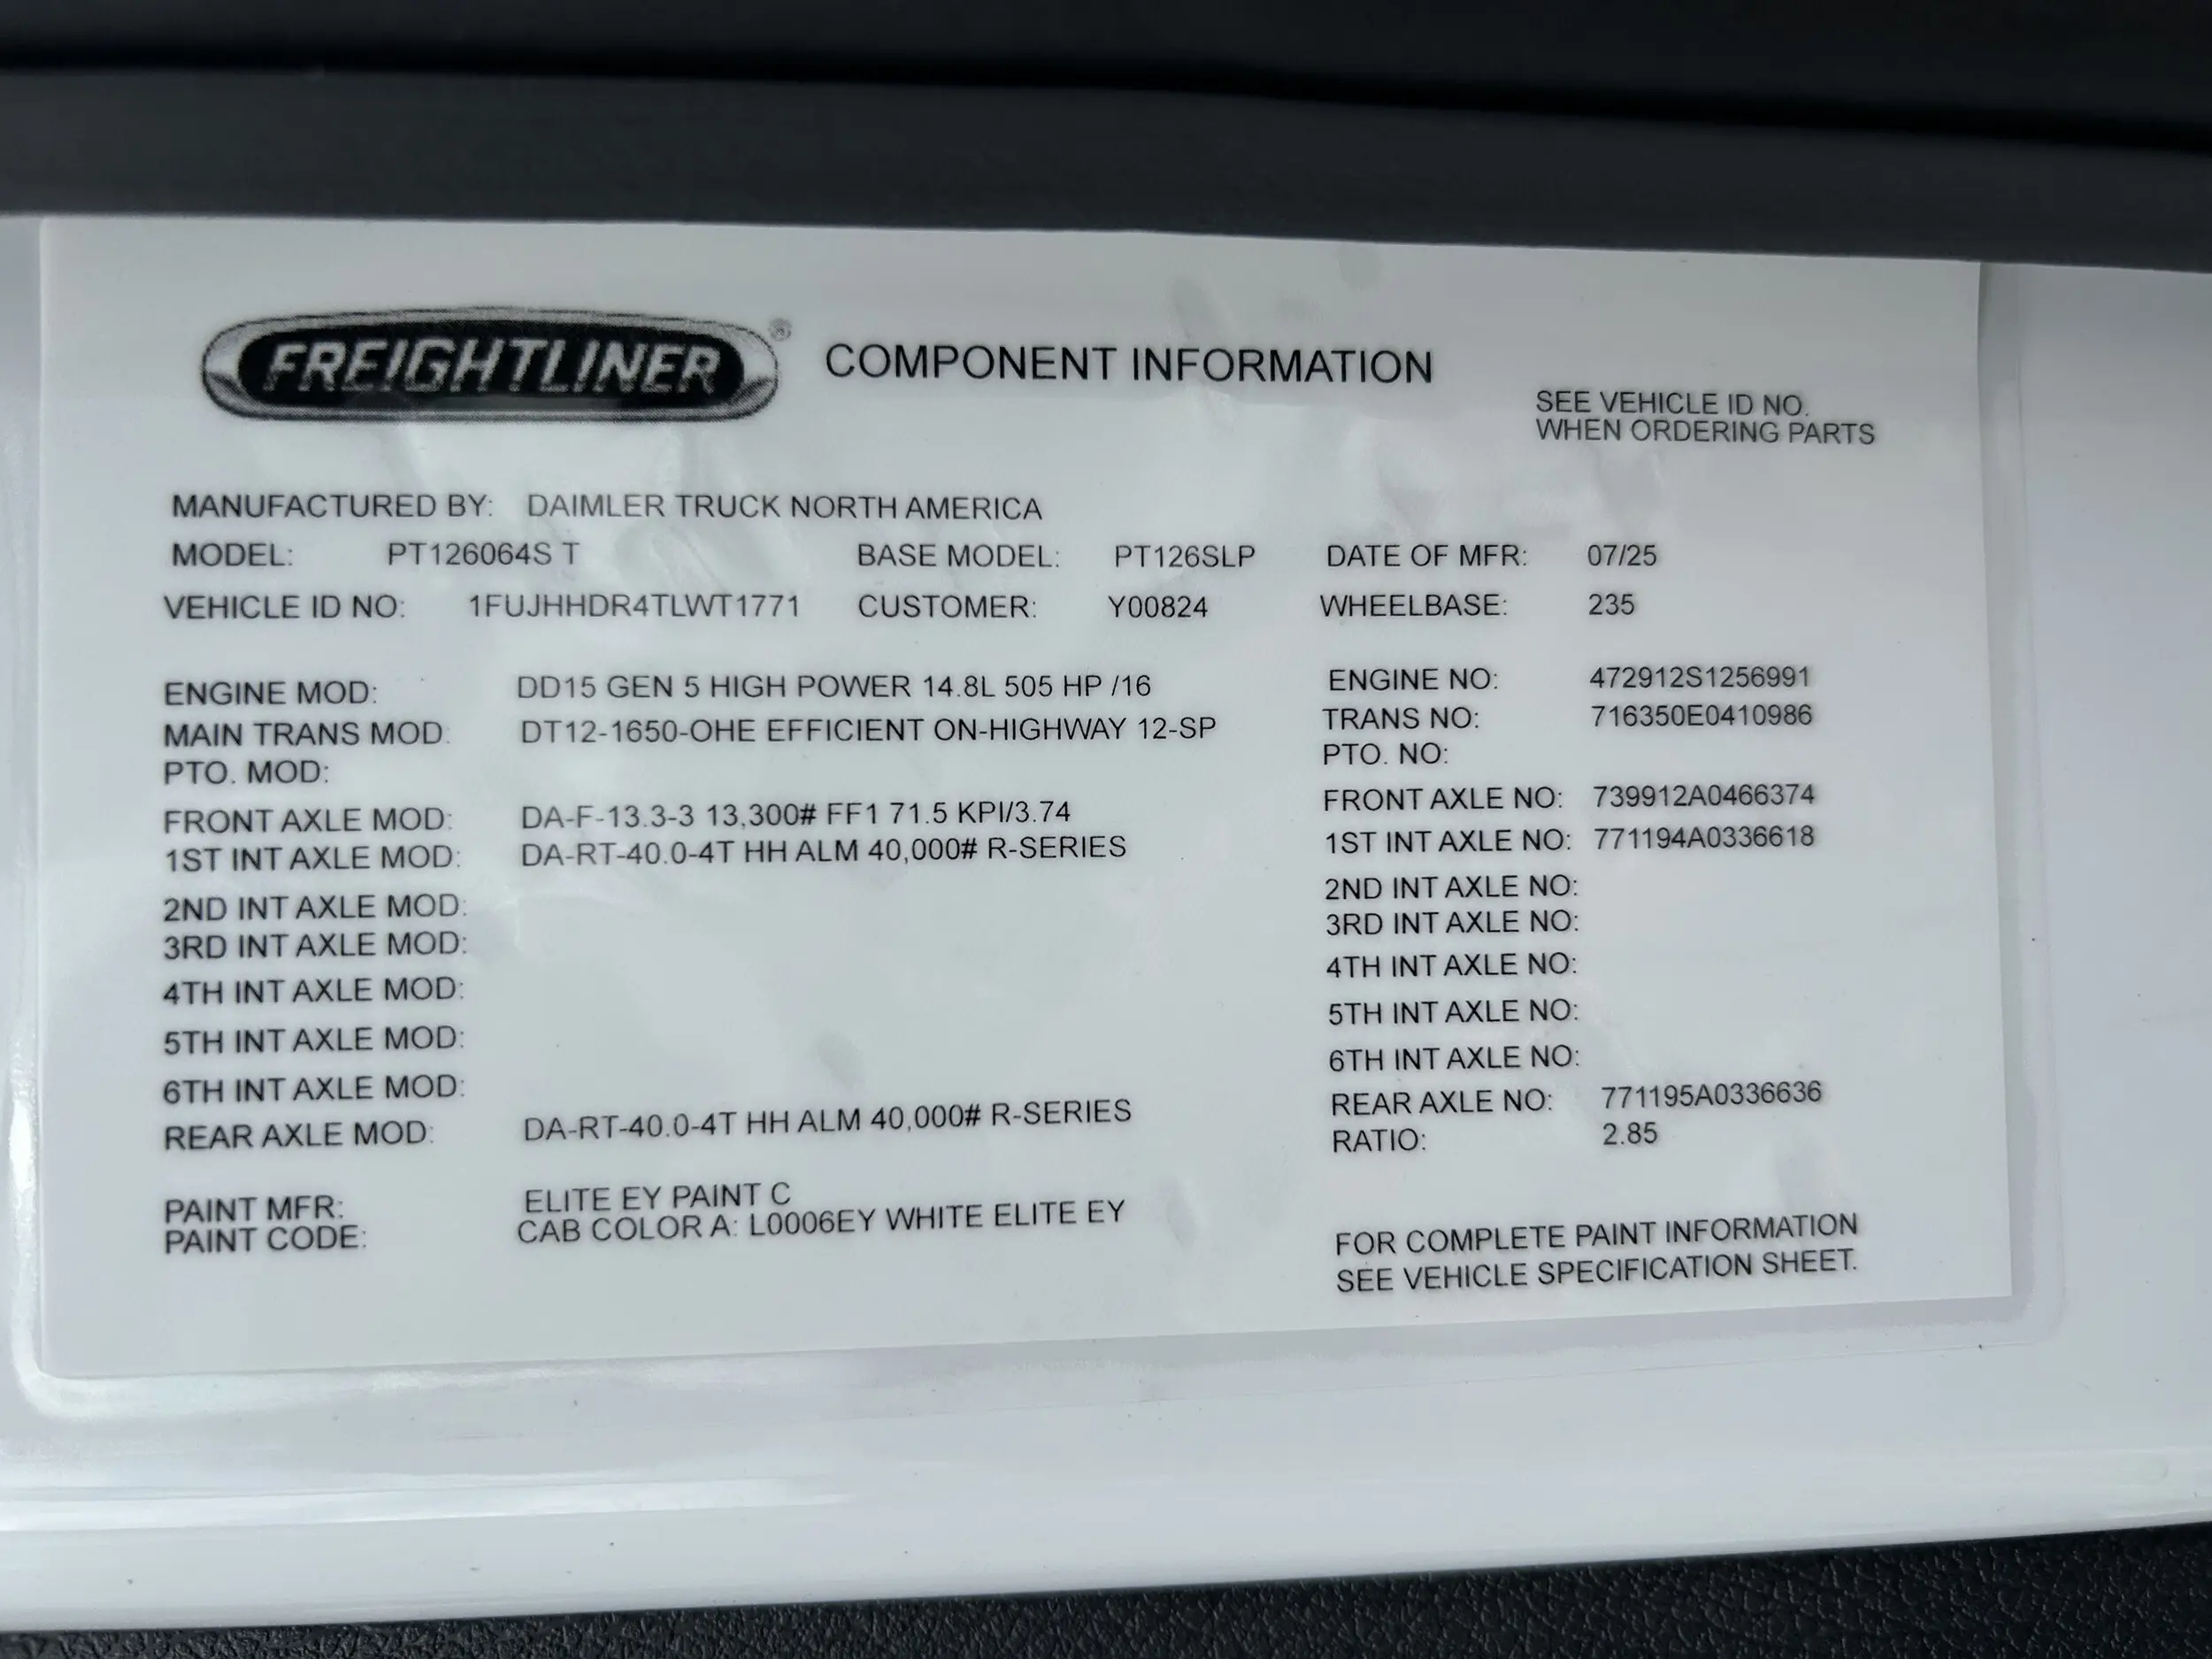 FREIGHTLINER® COMPONENT INFORMATION
SEE VEHICLE ID NO.
WHEN ORDERING PARTS
MANUFACTURED BY: DAIMLER TRUCK NORTH AMERICA
MODEL: PT126064S T BASE MODEL: PT126SLP DATE OF MFR: 07/25
VEHICLE ID NO: 1FUJHHDR4TLWT1771 CUSTOMER: Y00824 WHEELBASE: 235
ENGINE MOD: DD15 GEN 5 HIGH POWER 14.8L 505 HP /16 ENGINE NO: 472912S1256991
MAIN TRANS MOD: DT12-1650-OHE EFFICIENT ON-HIGHWAY 12-SP TRANS NO: 716350E0410986
PTO. MOD: PTO. NO:
FRONT AXLE MOD: DA-F-13.3-3 13,300# FF1 71.5 KPI/3.74 FRONT AXLE NO: 739912A0466374
1ST INT AXLE MOD: DA-RT-40.0-4T HH ALM 40,000# R-SERIES 1ST INT AXLE NO: 771194A0336618
2ND INT AXLE MOD: 2ND INT AXLE NO:
3RD INT AXLE MOD: 3RD INT AXLE NO:
4TH INT AXLE MOD: 4TH INT AXLE NO:
5TH INT AXLE MOD: 5TH INT AXLE NO:
6TH INT AXLE MOD: 6TH INT AXLE NO:
REAR AXLE MOD: DA-RT-40.0-4T HH ALM 40,000# R-SERIES REAR AXLE NO: 771195A0336636
RATIO: 2.85
PAINT MFR: ELITE EY PAINT C
PAINT CODE: CAB COLOR A: L0006EY WHITE ELITE EY
FOR COMPLETE PAINT INFORMATION
SEE VEHICLE SPECIFICATION SHEET.